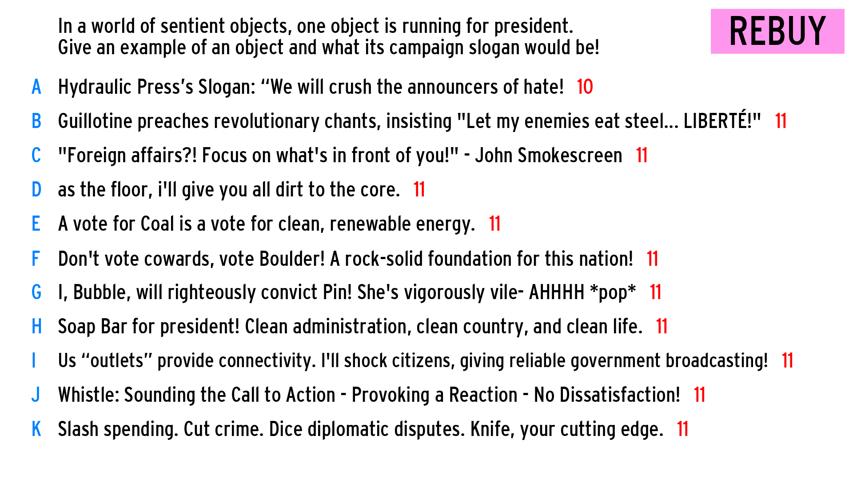 In a world of sentient objects, one object is running for president.
Give an example of an object and what its campaign slogan would be!
REBUY
A Hydraulic Press's Slogan: “We will crush the announcers of hate! 10
B Guillotine preaches revolutionary chants, insisting "Let my enemies eat steel... LIBERTÉ!" 11
C "Foreign affairs?! Focus on what's in front of you!" - John Smokescreen 11
D as the floor, i'll give you all dirt to the core. 11
E A vote for Coal is a vote for clean, renewable energy. 11
F Don't vote cowards, vote Boulder! A rock-solid foundation for this nation! 11
G I, Bubble, will righteously convict Pin! She's vigorously vile- AHHHH *pop* 11
H Soap Bar for president! Clean administration, clean country, and clean life. 11
I Us “outlets” provide connectivity. I'll shock citizens, giving reliable government broadcasting! 11
J Whistle: Sounding the Call to Action - Provoking a Reaction - No Dissatisfaction! 11
K Slash spending. Cut crime. Dice diplomatic disputes. Knife, your cutting edge. 11